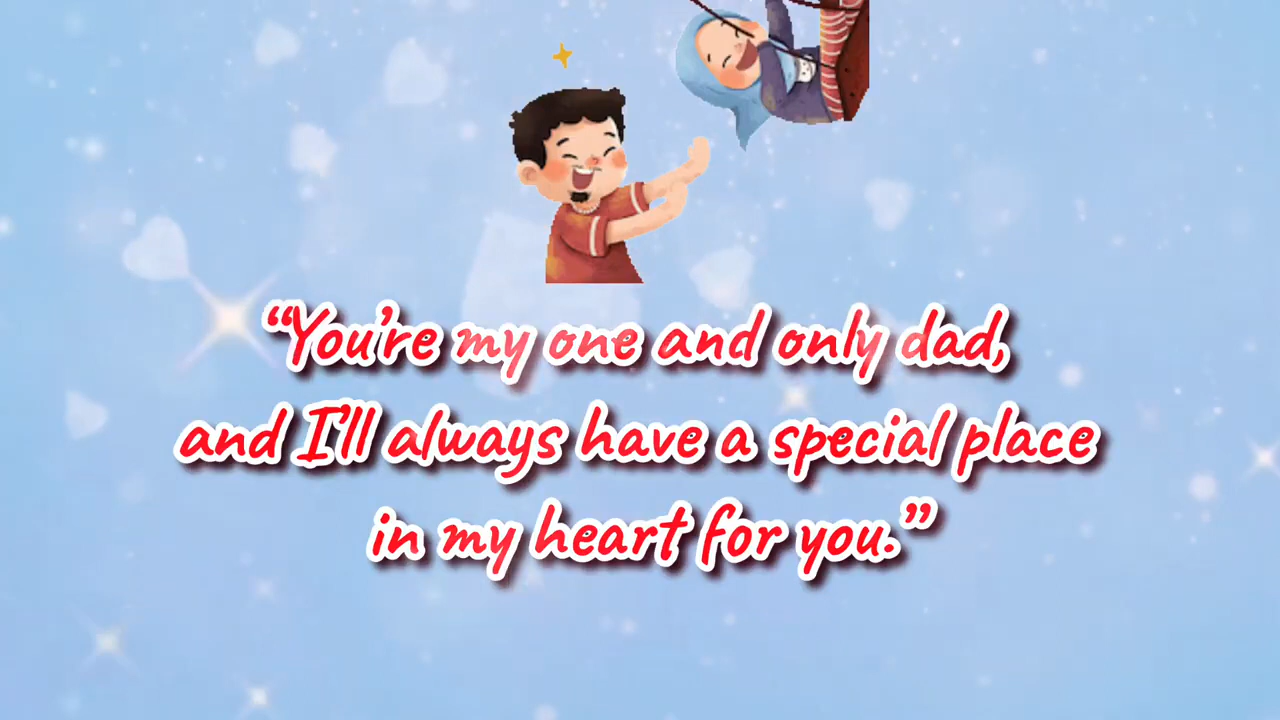 “You’re my one and only dad,
and I’ll always have a special place
in my heart for you.”